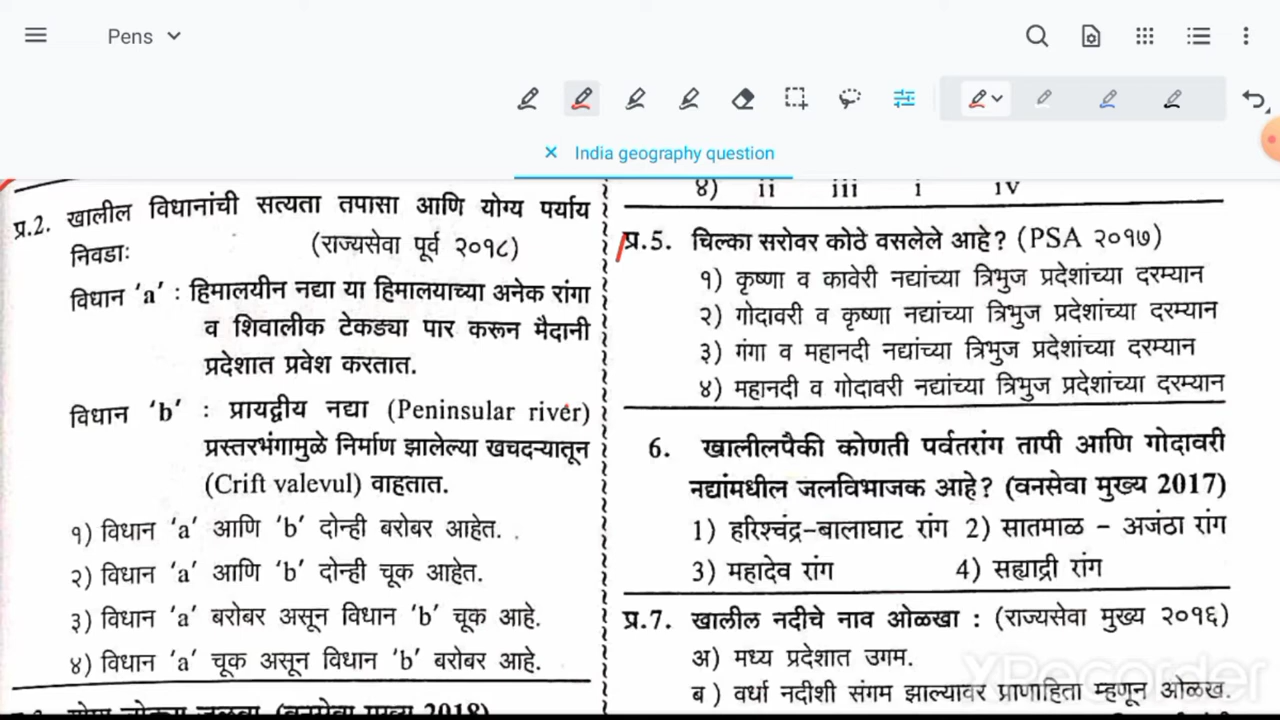 Pens
India geography question
प्र.2. खालील विधानांची सत्यता तपासा आणि योग्य पर्याय
निवडाः (राज्यसेवा पूर्व २०१८)
विधान 'a' : हिमालयीन नद्या या हिमालयाच्या अनेक रांगा
व शिवालीक टेकड्या पार करून मैदानी
प्रदेशात प्रवेश करतात.
विधान 'b' : प्रायद्वीय नद्या (Peninsular river)
प्रस्तरभंगामुळे निर्माण झालेल्या खचदऱ्यातून
(Crift valevul) वाहतात.
१) विधान 'a' आणि 'b' दोन्ही बरोबर आहेत.
२) विधान 'a' आणि 'b' दोन्ही चूक आहेत.
३) विधान 'a' बरोबर असून विधान 'b' चूक आहे.
४) विधान 'a' चूक असून विधान 'b' बरोबर आहे.
४) ii iii i iv
प्र.5. चिल्का सरोवर कोठे वसलेले आहे? (PSA २०१७)
१) कृष्णा व कावेरी नद्यांच्या त्रिभुज प्रदेशांच्या दरम्यान
२) गोदावरी व कृष्णा नद्यांच्या त्रिभुज प्रदेशांच्या दरम्यान
३) गंगा व महानदी नद्यांच्या त्रिभुज प्रदेशांच्या दरम्यान
४) महानदी व गोदावरी नद्यांच्या त्रिभुज प्रदेशांच्या दरम्यान
6. खालीलपैकी कोणती पर्वतरांग तापी आणि गोदावरी
नद्यांमधील जलविभाजक आहे? (वनसेवा मुख्य 2017)
1) हरिश्चंद्र-बालाघाट रांग 2) सातमाळ - अजंठा रांग
3) महादेव रांग 4) सह्याद्री रांग
प्र.7. खालील नदीचे नाव ओळखा : (राज्यसेवा मुख्य २०१६)
अ) मध्य प्रदेशात उगम.
ब) वर्धा नदीशी संगम झाल्यावर प्राणाहिता म्हणून ओळख.
XRecorder